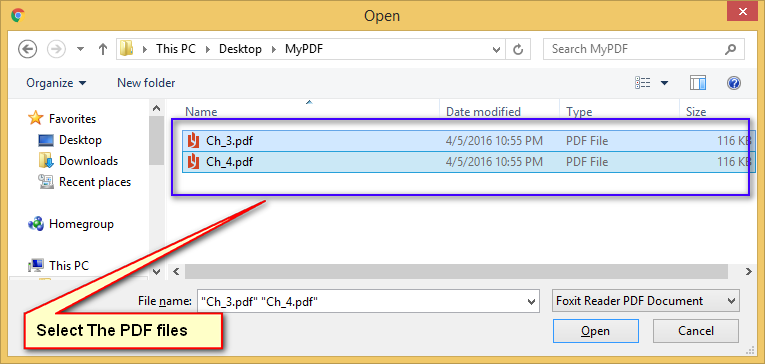 Open
This PC Desktop MyPDF
Search MyPDF
Organize New folder
Name Date modified Type Size
Favorites
Desktop
Downloads
Recent places
Homegroup
This PC
Ch_3.pdf 4/5/2016 10:55 PM PDF File 116 KB
Ch_4.pdf 4/5/2016 10:55 PM PDF File 116 KB
File name: "Ch_3.pdf" "Ch_4.pdf" Foxit Reader PDF Document
Select The PDF files
Open Cancel